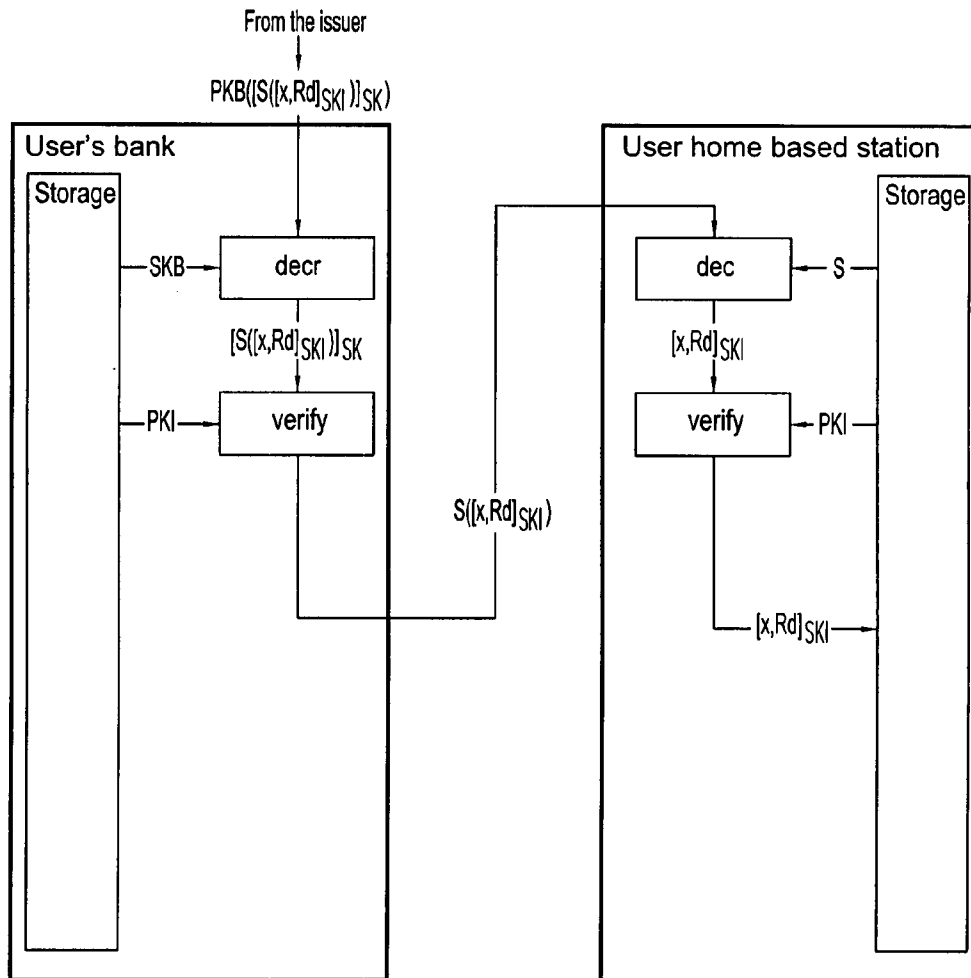 From the issuer
PKB([S([x,Rd]SKI)]SK)
User's bank
Storage
SKB
decr
[S([x,Rd]SKI)]SK
PKI
verify
S([x,Rd]SKI)
User home based station
Storage
dec
S
[x,Rd]SKI
verify
PKI
[x,Rd]SKI